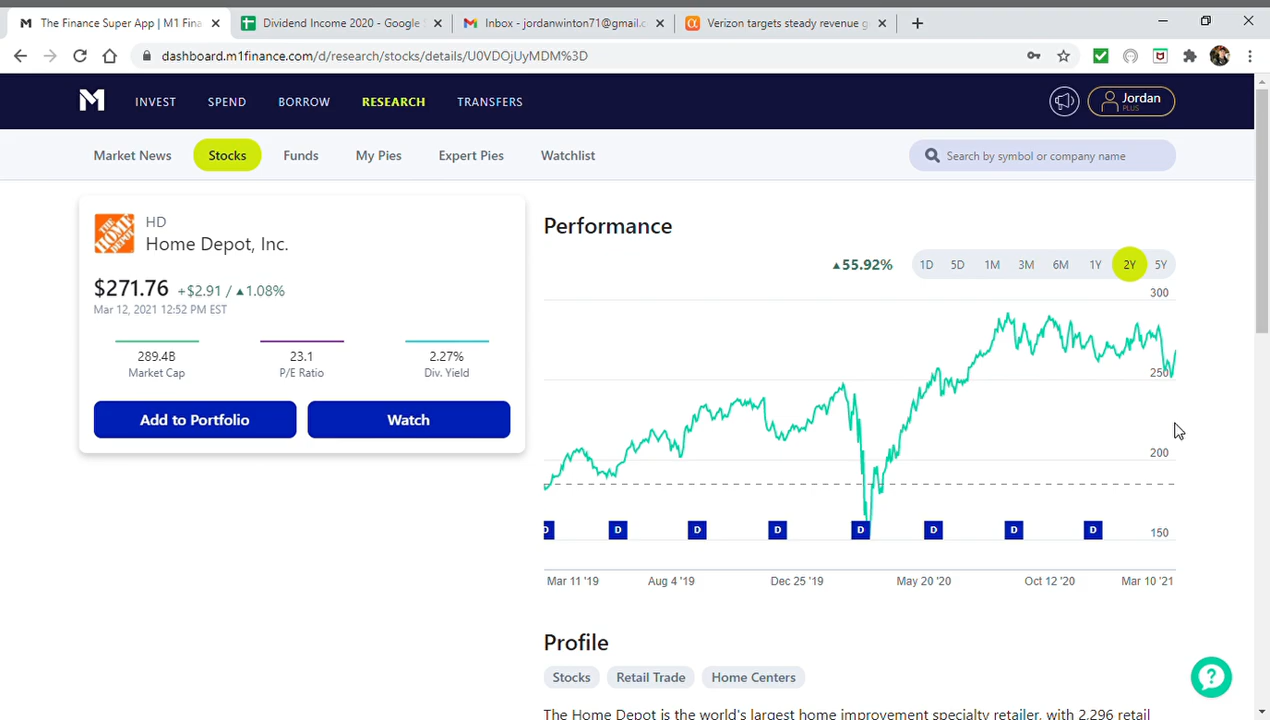 The Finance Super App | M1 Fina
Dividend Income 2020 - Google S
Inbox - jordanwinton71@gmail.c
Verizon targets steady revenue g
dashboard.m1finance.com/d/research/stocks/details/U0VDOjUyMDM%3D
INVEST SPEND BORROW RESEARCH TRANSFERS
Jordan
PLUS
Market News Stocks Funds My Pies Expert Pies Watchlist
Search by symbol or company name
THE HOME DEPOT
HD
Home Depot, Inc.
$271.76 +$2.91 / ▲1.08%
Mar 12, 2021 12:52 PM EST
289.4B 23.1 2.27%
Market Cap P/E Ratio Div. Yield
Add to Portfolio Watch
Performance
▲55.92% 1D 5D 1M 3M 6M 1Y 2Y 5Y
300
250
200
D D D D D D D D
150
Mar 11 '19 Aug 4 '19 Dec 25 '19 May 20 '20 Oct 12 '20 Mar 10 '21
Profile
Stocks Retail Trade Home Centers
The Home Depot is the world's largest home improvement specialty retailer, with 2,296 retail
?